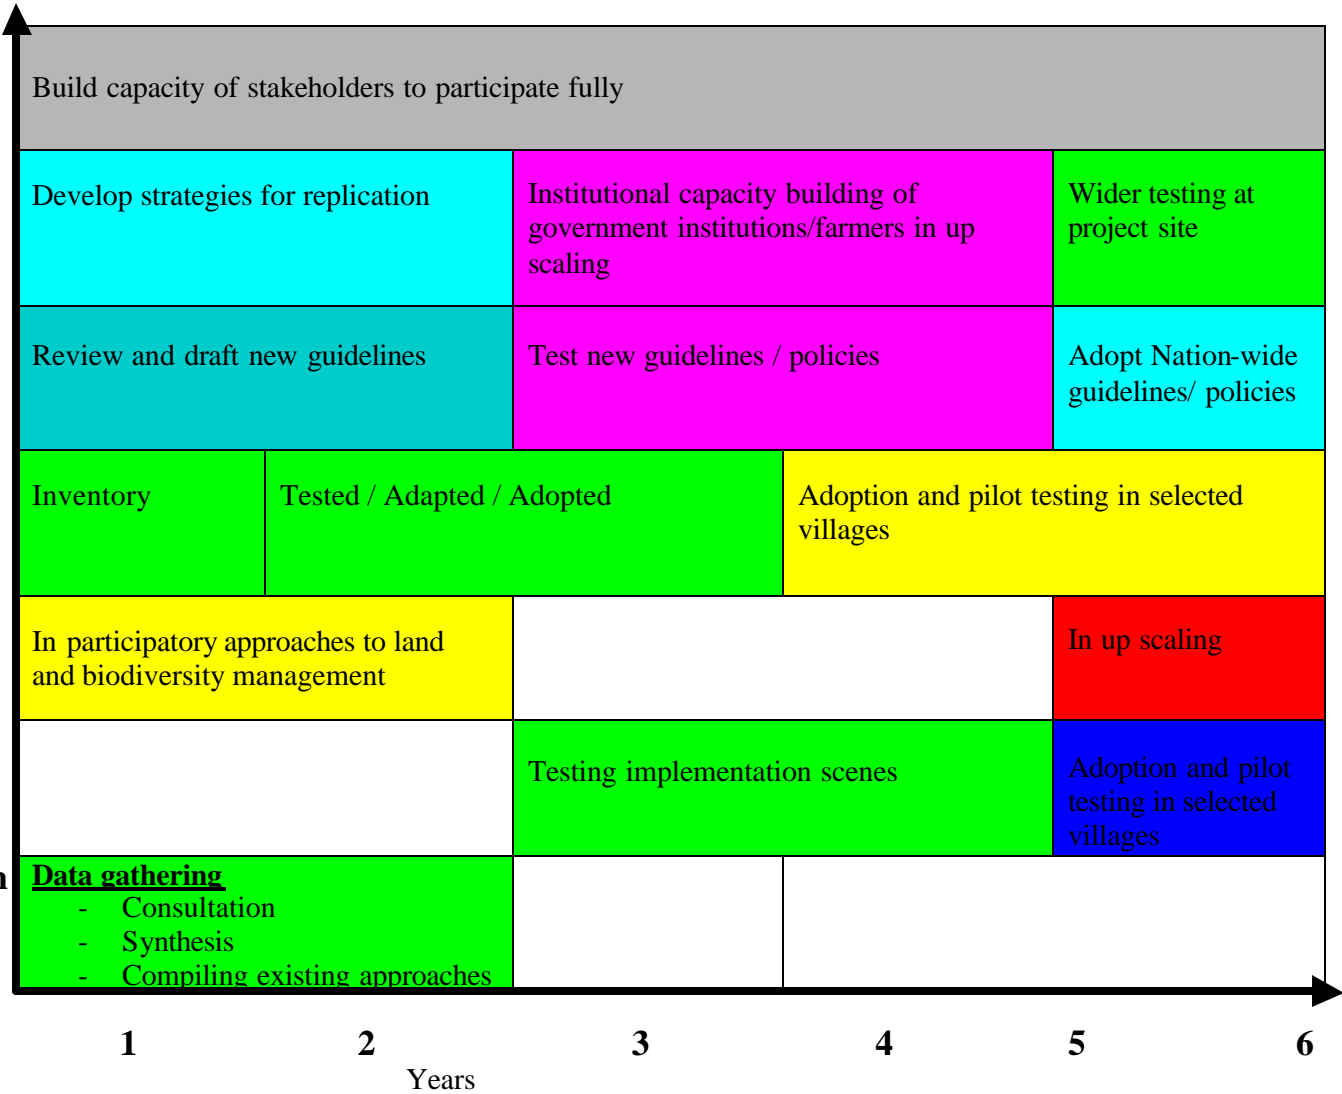 Build capacity of stakeholders to participate fully
Develop strategies for replication
Institutional capacity building of
government institutions/farmers in up
scaling
Wider testing at
project site
Review and draft new guidelines
Test new guidelines / policies
Adopt Nation-wide
guidelines/ policies
Inventory
Tested / Adapted / Adopted
Adoption and pilot testing in selected
villages
In participatory approaches to land
and biodiversity management
In up scaling
Testing implementation scenes
Adoption and pilot
testing in selected
villages
Data gathering
- Consultation
- Synthesis
- Compiling existing approaches
1 2 3 4 5 6
Years